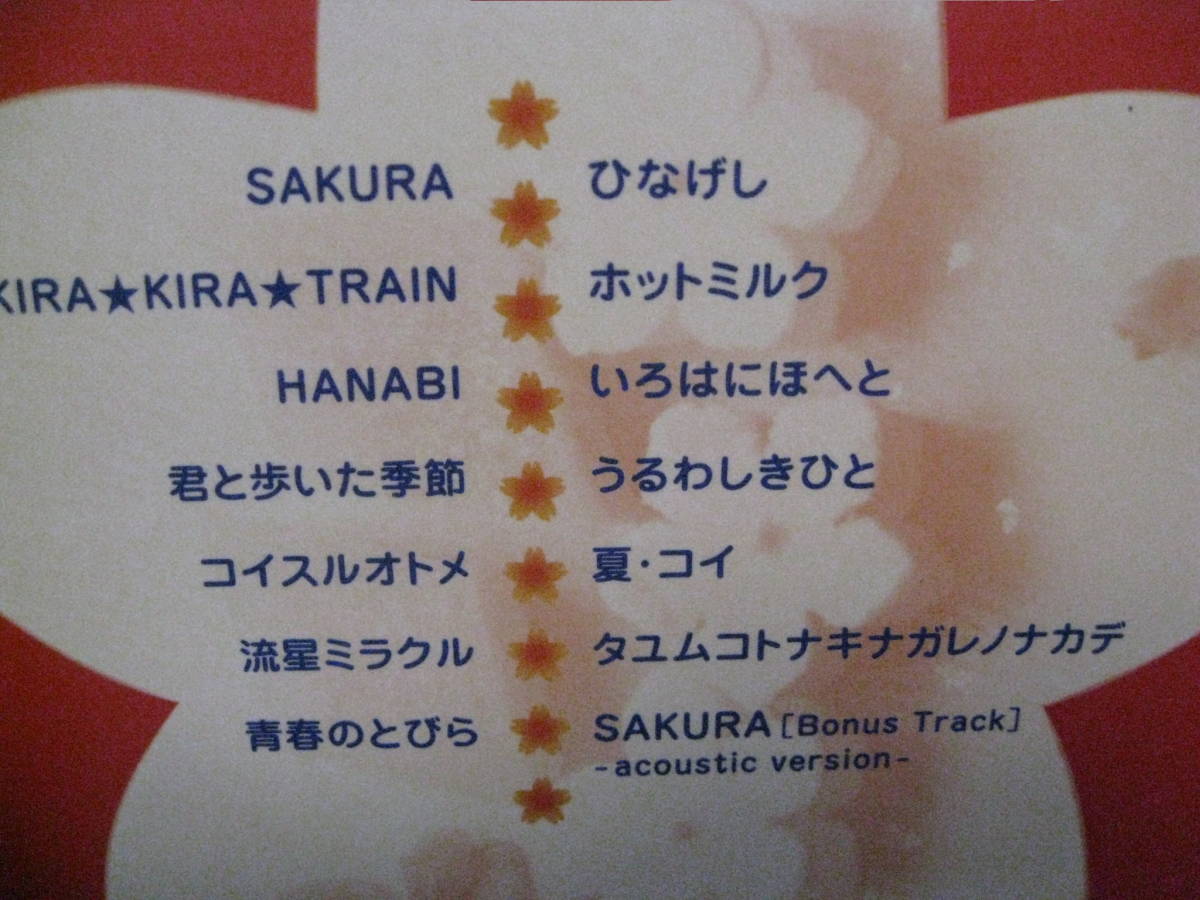 SAKURA
KIRA★KIRA★TRAIN
HANABI
君と歩いた季節
コイスルオトメ
流星ミラクル
青春のとびら
ひなげし
ホットミルク
いろはにほへと
うるわしきひと
夏・コイ
タユムコトナキナガレノナカデ
SAKURA [Bonus Track]
-acoustic version-